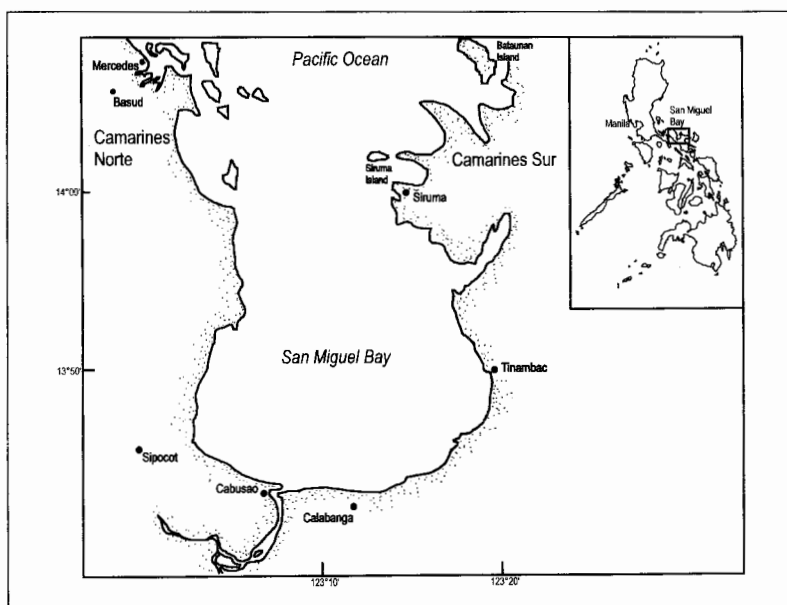 Pacific Ocean
Bataunan
Island
Mercedes
Basud
Camarines
Norte
Camarines Sur
Siruma
Island
Siruma
14°00'
San Miguel Bay
13°50'
Tinambac
Sipocot
Cabusao
Calabanga
123°10'
123°20'
San Miguel
Bay
Manila